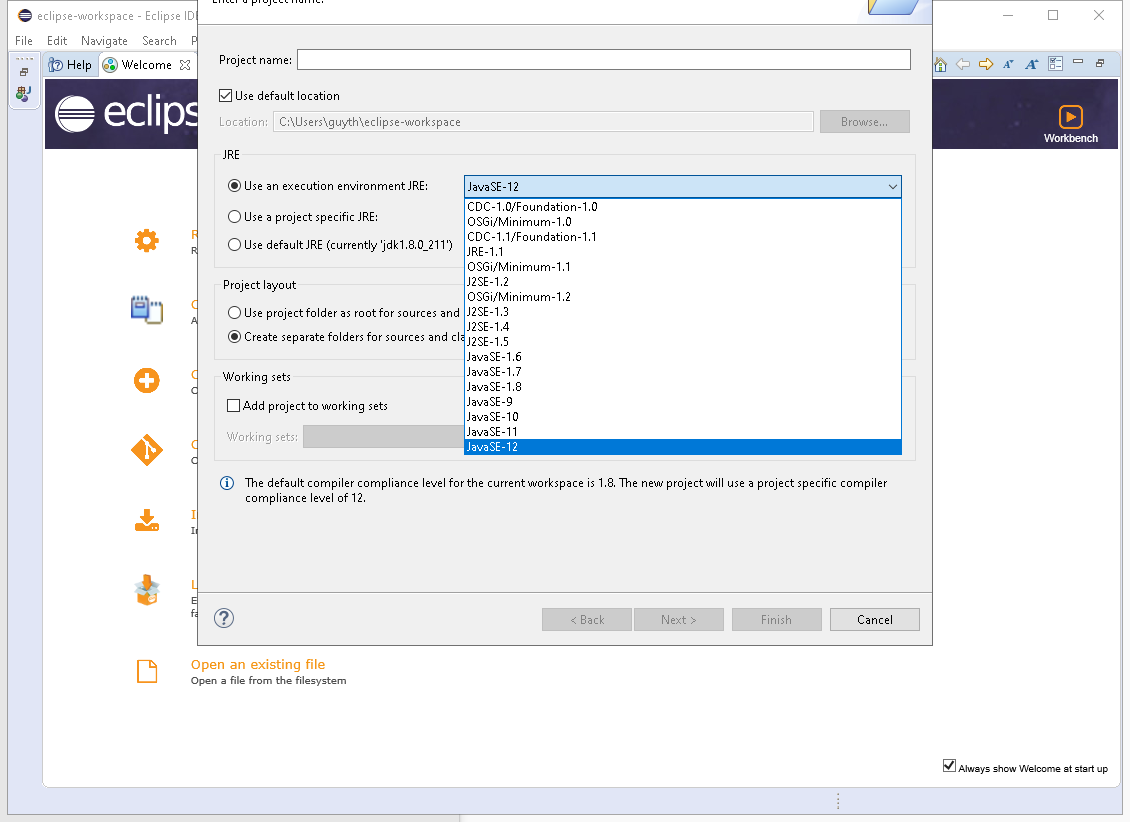 eclipse-workspace - Eclipse IDE
Enter a project name.
File Edit Navigate Search P
Help Welcome
Project name:
Use default location
Location: C:\Users\guyth\eclipse-workspace Browse...
eclips
Workbench
JRE
Use an execution environment JRE: JavaSE-12
CDC-1.0/Foundation-1.0
OSGi/Minimum-1.0
CDC-1.1/Foundation-1.1
JRE-1.1
OSGi/Minimum-1.1
J2SE-1.2
OSGi/Minimum-1.2
J2SE-1.3
J2SE-1.4
J2SE-1.5
JavaSE-1.6
JavaSE-1.7
JavaSE-1.8
JavaSE-9
JavaSE-10
JavaSE-11
JavaSE-12
Use a project specific JRE:
Use default JRE (currently 'jdk1.8.0_211')
Project layout
Use project folder as root for sources and
Create separate folders for sources and cla
Working sets
Add project to working sets
Working sets:
The default compiler compliance level for the current workspace is 1.8. The new project will use a project specific compiler
compliance level of 12.
? < Back Next > Finish Cancel
Open an existing file
Open a file from the filesystem
Always show Welcome at start up